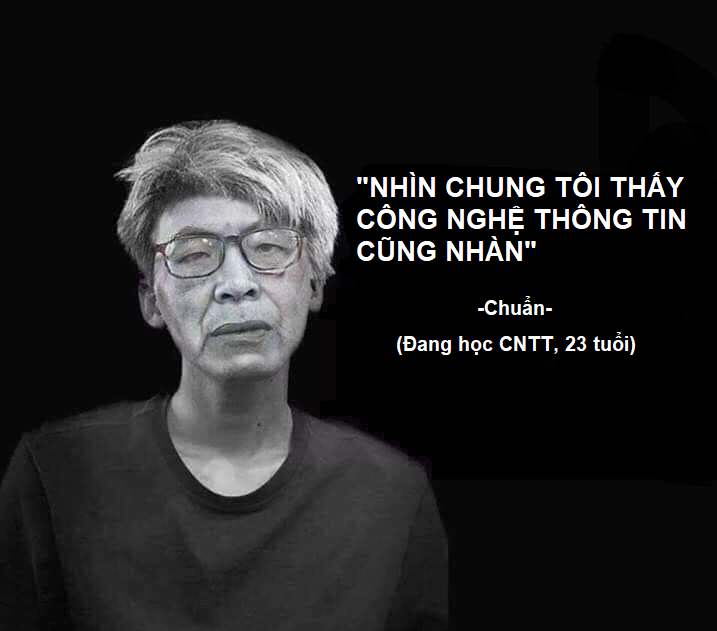 "NHÌN CHUNG TÔI THẤY
CÔNG NGHỆ THÔNG TIN
CŨNG NHÀN"
-Chuẩn-
(Đang học CNTT, 23 tuổi)